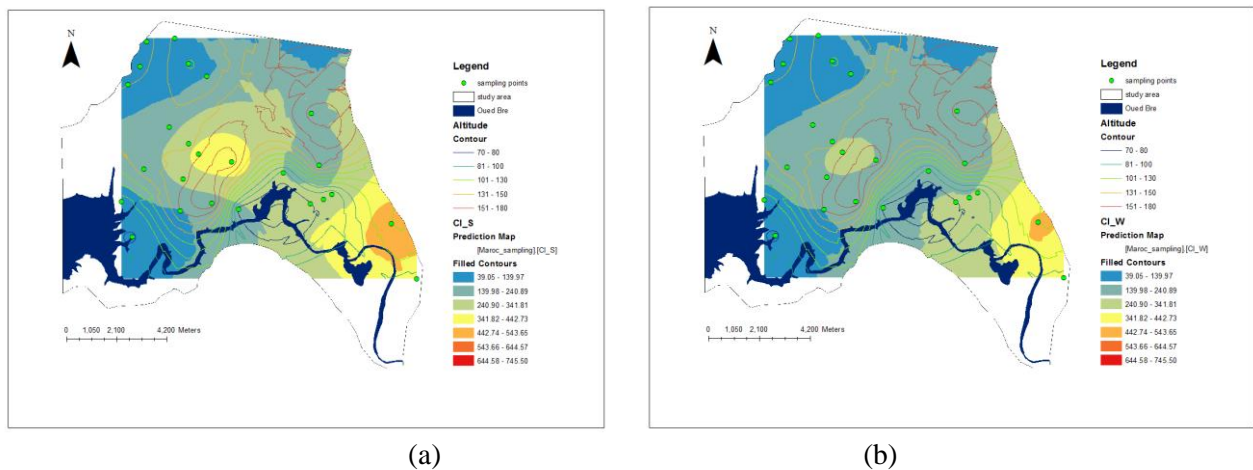 N
Legend
sampling points
study area
Oued Bre
Altitude
Contour
70 - 80
81 - 100
101 - 130
131 - 150
151 - 180
Cl_S
Prediction Map
[Maroc_sampling].[Cl_S]
Filled Contours
39.05 - 139.97
139.98 - 240.89
240.90 - 341.81
341.82 - 442.73
442.74 - 543.65
543.66 - 644.57
644.58 - 745.50
0 1,050 2,100 4,200 Meters
(a)
N
Legend
sampling points
study area
Oued Bre
Altitude
Contour
70 - 80
81 - 100
101 - 130
131 - 150
151 - 180
Cl_W
Prediction Map
[Maroc_sampling].[Cl_W]
Filled Contours
39.05 - 139.97
139.98 - 240.89
240.90 - 341.81
341.82 - 442.73
442.74 - 543.65
543.66 - 644.57
644.58 - 745.50
0 1,050 2,100 4,200 Meters
(b)